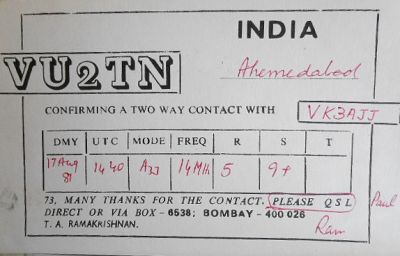 INDIA
VU2TN
Ahemedabad
CONFIRMING A TWO WAY CONTACT WITH VK3AJJ
DMY UTC MODE FREQ R S T
17 Aug 81 1440 A3J 14MHz 5 9+
73, MANY THANKS FOR THE CONTACT. PLEASE QSL Paul
DIRECT OR VIA BOX - 6538; BOMBAY - 400 026
T. A. RAMAKRISHNAN. Ram